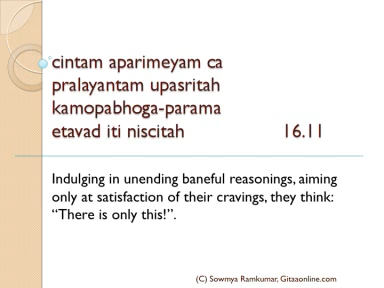 cintam aparimeyam ca
pralayantam upasritah
kamopabhoga-parama
etavad iti niscitah 16.11
Indulging in unending baneful reasonings, aiming
only at satisfaction of their cravings, they think:
“There is only this!”.
(C) Sowmya Ramkumar, Gitaaonline.com